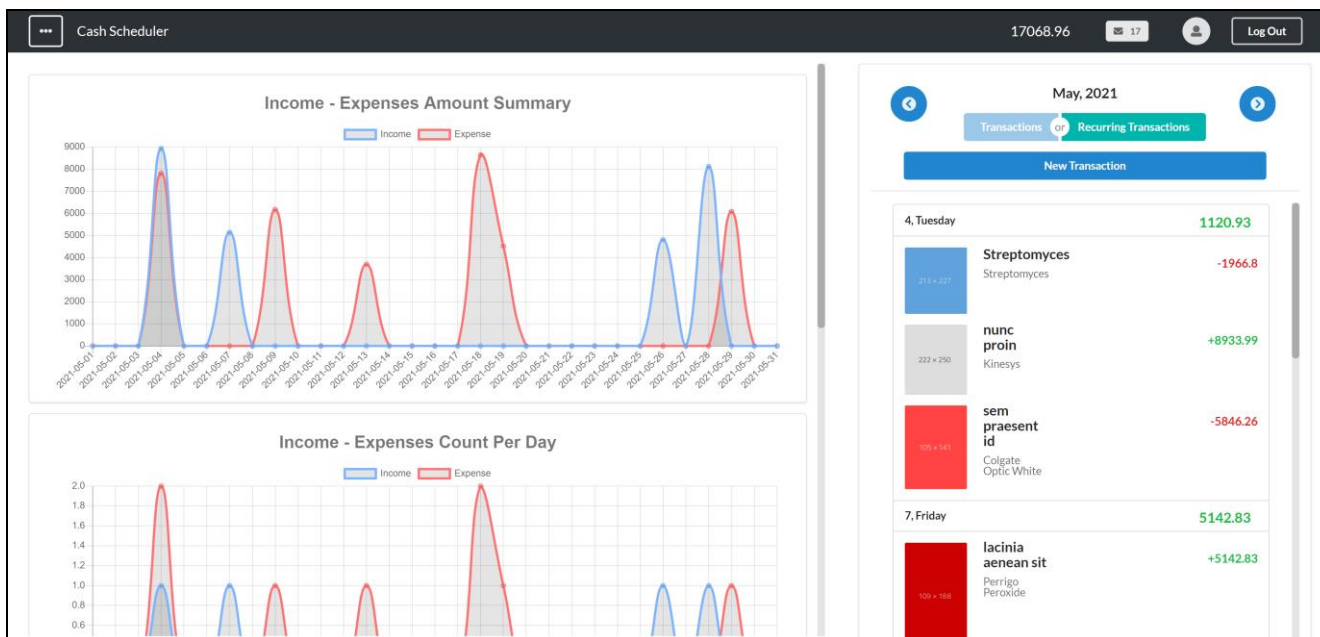 Cash Scheduler
17068.96
17
Log Out
Income - Expenses Amount Summary
Income
Expense
9000
8000
7000
6000
5000
4000
3000
2000
1000
0
2021-05-01
2021-05-02
2021-05-03
2021-05-04
2021-05-05
2021-05-06
2021-05-07
2021-05-08
2021-05-09
2021-05-10
2021-05-11
2021-05-12
2021-05-13
2021-05-14
2021-05-15
2021-05-16
2021-05-17
2021-05-18
2021-05-19
2021-05-20
2021-05-21
2021-05-22
2021-05-23
2021-05-24
2021-05-25
2021-05-26
2021-05-27
2021-05-28
2021-05-29
2021-05-30
2021-05-31
Income - Expenses Count Per Day
Income
Expense
2.0
1.8
1.6
1.4
1.2
1.0
0.8
0.6
May, 2021
Transactions or Recurring Transactions
New Transaction
4, Tuesday 1120.93
213 × 227
Streptomyces
Streptomyces
-1966.8
222 × 250
nunc
proin
Kinesys
+8933.99
105 × 141
sem
praesent
id
Colgate
Optic White
-5846.26
7, Friday 5142.83
109 × 168
lacinia
aenean sit
Perrigo
Peroxide
+5142.83